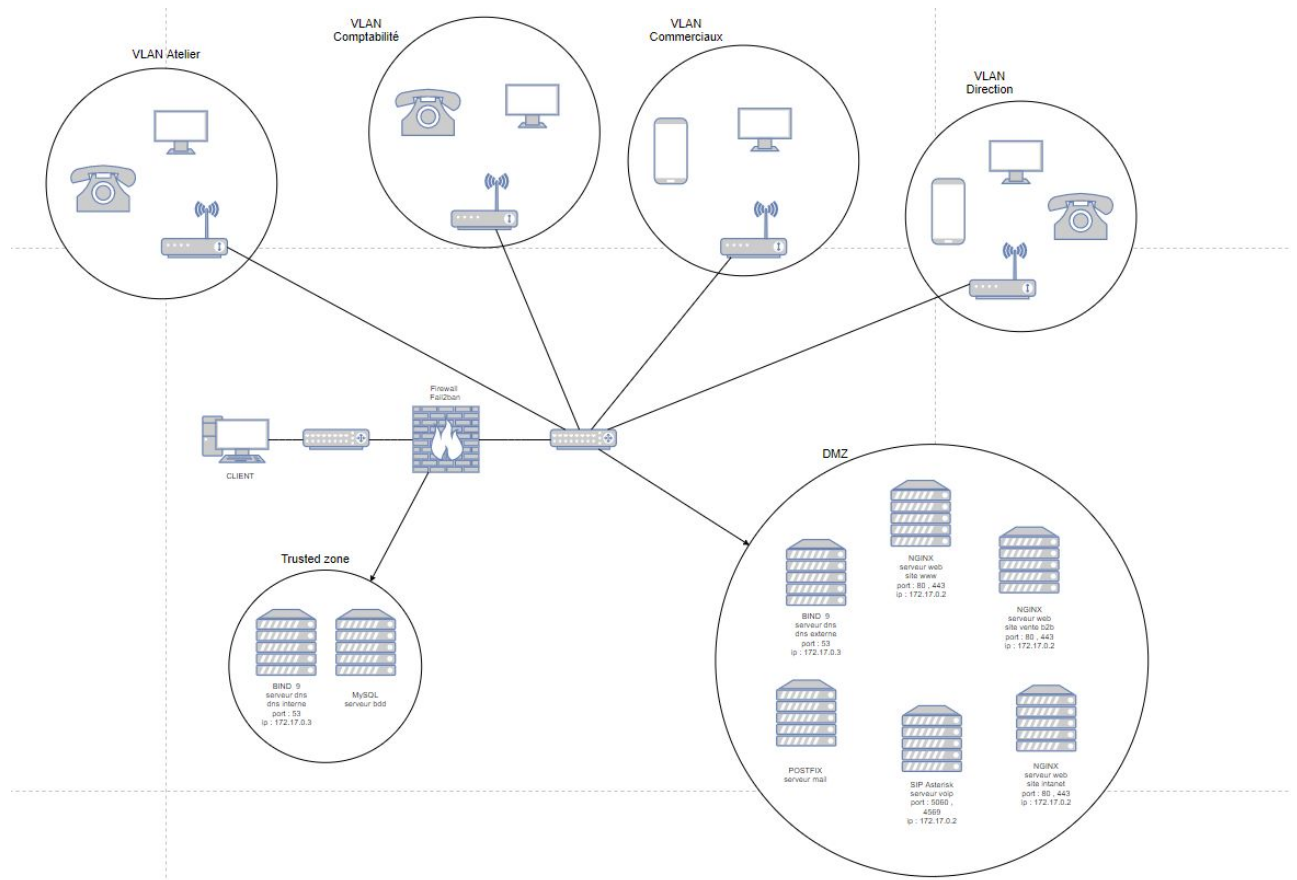 VLAN Atelier
VLAN
Comptabilité
VLAN
Commerciaux
VLAN
Direction
Firewall
Fail2ban
CLIENT
DMZ
NGINX
serveur web
site www
port : 80 , 443
ip : 172.17.0.2
BIND 9
serveur dns
dns externe
port : 53
ip : 172.17.0.3
NGINX
serveur web
site vente b2b
port : 80 , 443
ip : 172.17.0.2
Trusted zone
BIND 9
serveur dns
dns interne
port : 53
ip : 172.17.0.3
MySQL
serveur bdd
POSTFIX
serveur mail
SIP Asterisk
serveur voip
port : 5060 ,
4569
ip : 172.17.0.2
NGINX
serveur web
site intanet
port : 80 , 443
ip : 172.17.0.2